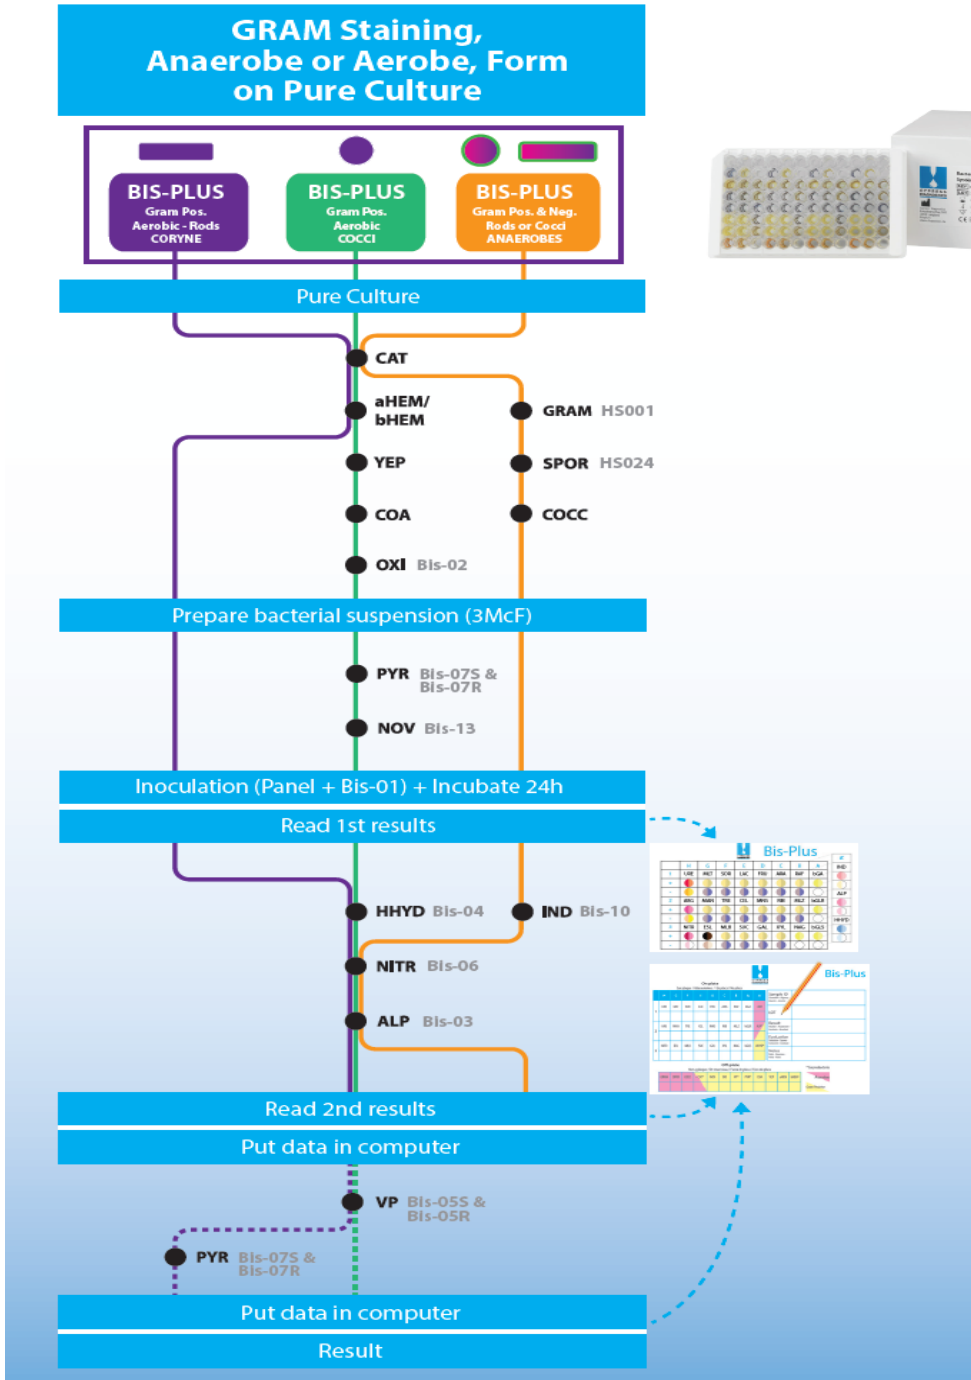 GRAM Staining,
Anaerobe or Aerobe, Form
on Pure Culture
BIS-PLUS
Gram Pos.
Aerobic - Rods
CORYNE
BIS-PLUS
Gram Pos.
Aerobic
COCCI
BIS-PLUS
Gram Pos. & Neg.
Rods or Cocci
ANAEROBES
Pure Culture
CAT
aHEM/
bHEM
GRAM HS001
YEP
SPOR HS024
COA
COCC
OXI Bis-02
Prepare bacterial suspension (3McF)
PYR Bis-07S &
Bis-07R
NOV Bis-13
Inoculation (Panel + Bis-01) + Incubate 24h
Read 1st results
Bis-Plus
IND
ALP
HHYD
HHYD Bis-04
IND Bis-10
NITR Bis-06
Bis-Plus
ALP Bis-03
Read 2nd results
Put data in computer
VP Bis-05S &
Bis-05R
PYR Bis-07S &
Bis-07R
Put data in computer
Result